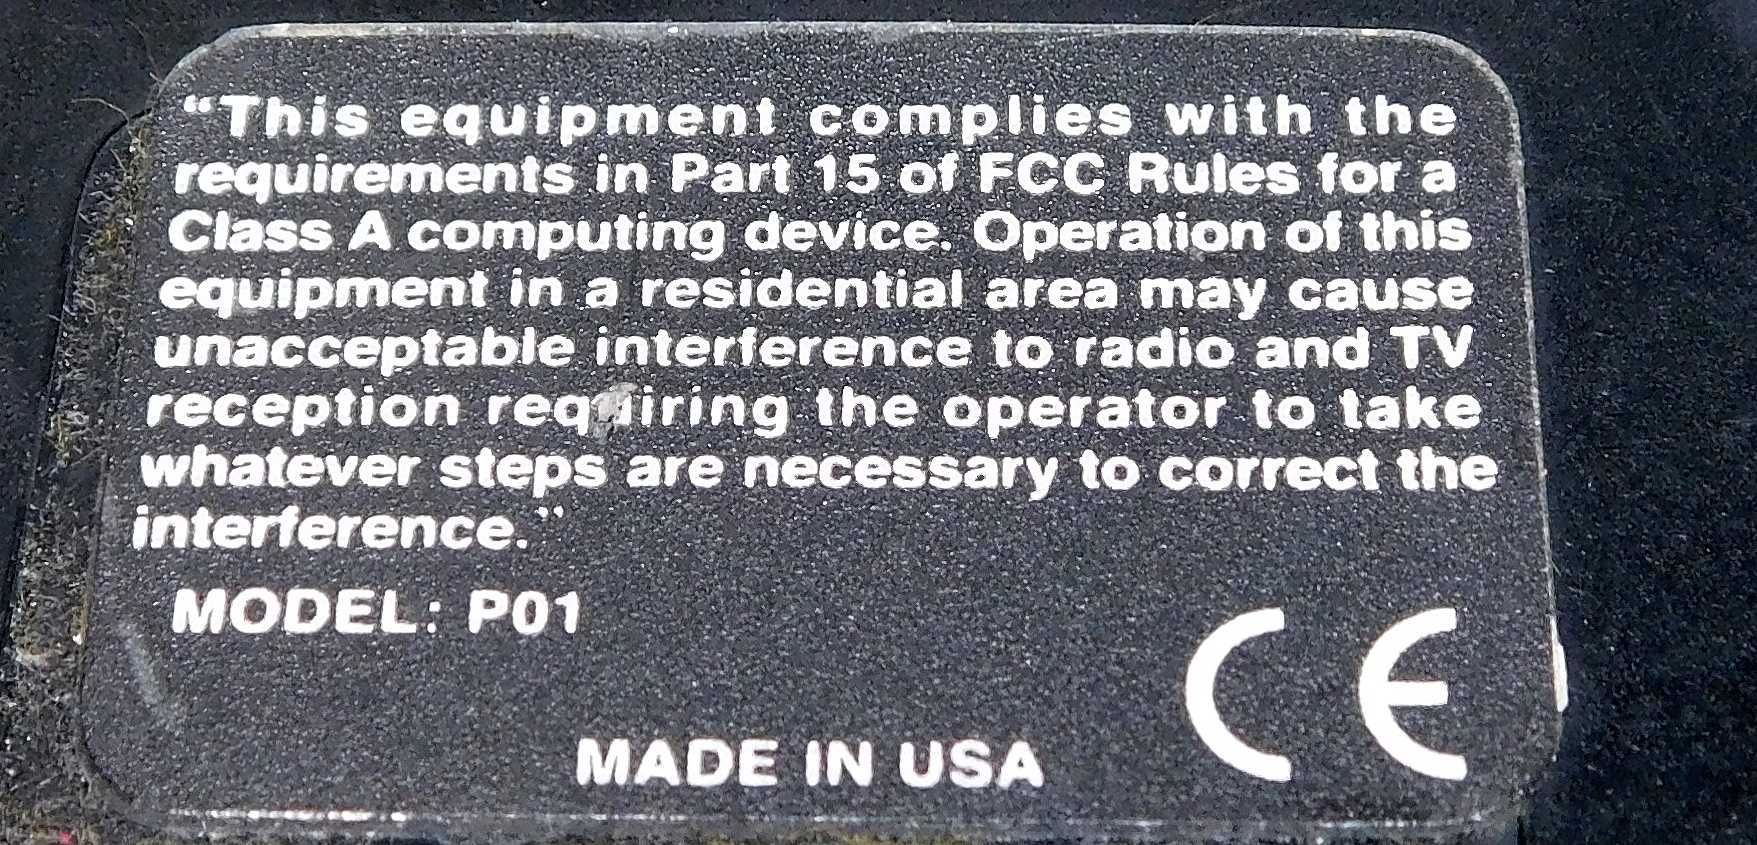 “This equipment complies with the
requirements in Part 15 of FCC Rules for a
Class A computing device. Operation of this
equipment in a residential area may cause
unacceptable interference to radio and TV
reception requiring the operator to take
whatever steps are necessary to correct the
interference.”
MODEL: P01
CE
MADE IN USA